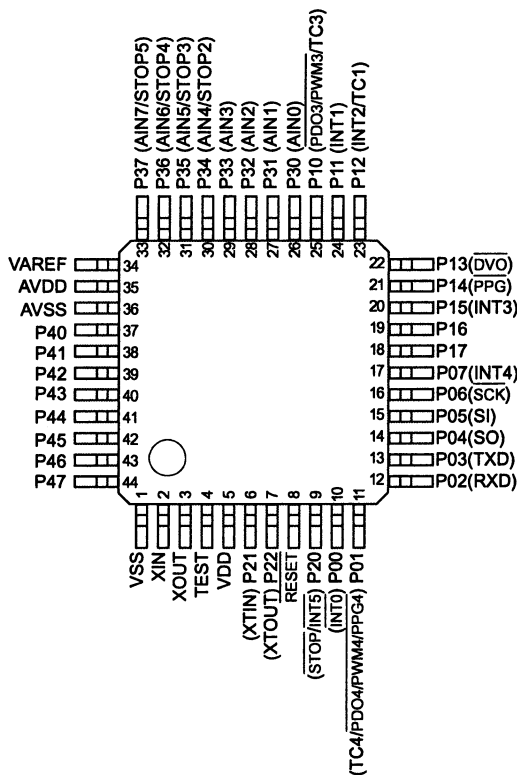 P37 (AIN7/STOP5)
P36 (AIN6/STOP4)
P35 (AIN5/STOP3)
P34 (AIN4/STOP2)
P33 (AIN3)
P32 (AIN2)
P31 (AIN1)
P30 (AIN0)
P10 (PDO3/PWM3/TC3)
P11 (INT1)
P12 (INT2/TC1)
33
32
31
30
29
28
27
26
25
24
23
VAREF 34
AVDD 35
AVSS 36
P40 37
P41 38
P42 39
P43 40
P44 41
P45 42
P46 43
P47 44
22 P13(DVO)
21 P14(PPG)
20 P15(INT3)
19 P16
18 P17
17 P07(INT4)
16 P06(SCK)
15 P05(SI)
14 P04(SO)
13 P03(TXD)
12 P02(RXD)
1
2
3
4
5
6
7
8
9
10
11
VSS
XIN
XOUT
TEST
VDD
(XTIN) P21
(XTOUT) P22
RESET
(STOP/INT5) P20
(INT0) P00
(TC4/PDO4/PWM4/PPG4) P01